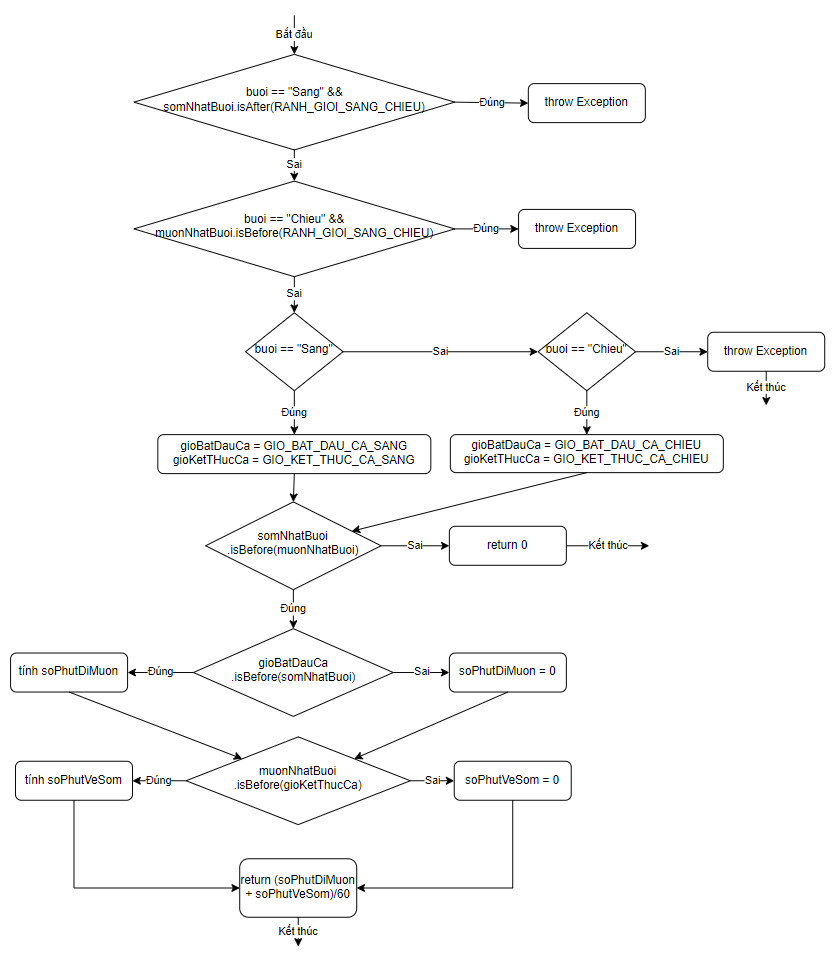 Bắt đầu
buoi == "Sang" &&
somNhatBuoi.isAfter(RANH_GIOI_SANG_CHIEU)
Đúng
throw Exception
Sai
buoi == "Chieu" &&
muonNhatBuoi.isBefore(RANH_GIOI_SANG_CHIEU)
Đúng
throw Exception
Sai
buoi == "Sang"
Sai
buoi == "Chieu"
Sai
throw Exception
Kết thúc
Đúng
Đúng
gioBatDauCa = GIO_BAT_DAU_CA_SANG
gioKetTHucCa = GIO_KET_THUC_CA_SANG
gioBatDauCa = GIO_BAT_DAU_CA_CHIEU
gioKetTHucCa = GIO_KET_THUC_CA_CHIEU
somNhatBuoi
.isBefore(muonNhatBuoi)
Sai
return 0
Kết thúc
Đúng
gioBatDauCa
.isBefore(somNhatBuoi)
Đúng
tính soPhutDiMuon
Sai
soPhutDiMuon = 0
muonNhatBuoi
.isBefore(gioKetThucCa)
Đúng
tính soPhutVeSom
Sai
soPhutVeSom = 0
return (soPhutDiMuon
+ soPhutVeSom)/60
Kết thúc